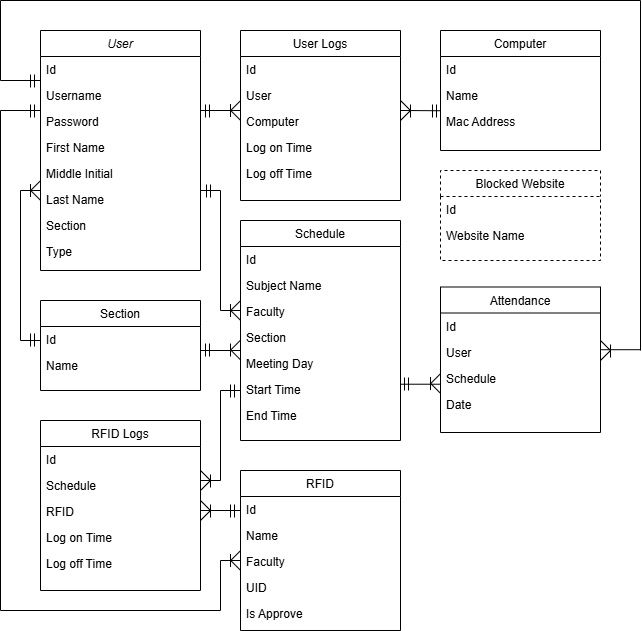 User
Id
Username
Password
First Name
Middle Initial
Last Name
Section
Type
User Logs
Id
User
Computer
Log on Time
Log off Time
Computer
Id
Name
Mac Address
Blocked Website
Id
Website Name
Schedule
Id
Subject Name
Faculty
Section
Meeting Day
Start Time
End Time
Attendance
Id
User
Schedule
Date
Section
Id
Name
RFID Logs
Id
Schedule
RFID
Log on Time
Log off Time
RFID
Id
Name
Faculty
UID
Is Approve